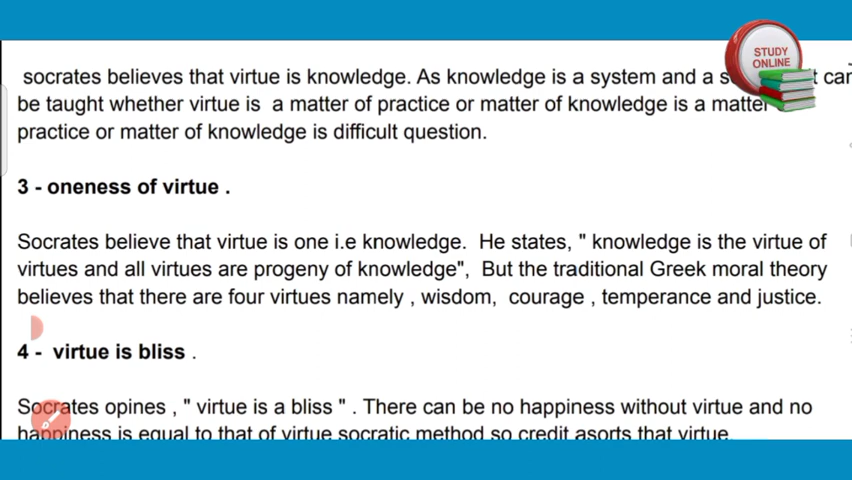 STUDY
ONLINE
socrates believes that virtue is knowledge. As knowledge is a system and a
be taught whether virtue is a matter of practice or matter of knowledge is a matter
practice or matter of knowledge is difficult question.
3 - oneness of virtue .
Socrates believe that virtue is one i.e knowledge. He states, " knowledge is the virtue of
virtues and all virtues are progeny of knowledge", But the traditional Greek moral theory
believes that there are four virtues namely , wisdom, courage , temperance and justice.
4 - virtue is bliss .
Socrates opines , " virtue is a bliss " . There can be no happiness without virtue and no
happiness is equal to that of virtue socratic method so credit asorts that virtue.